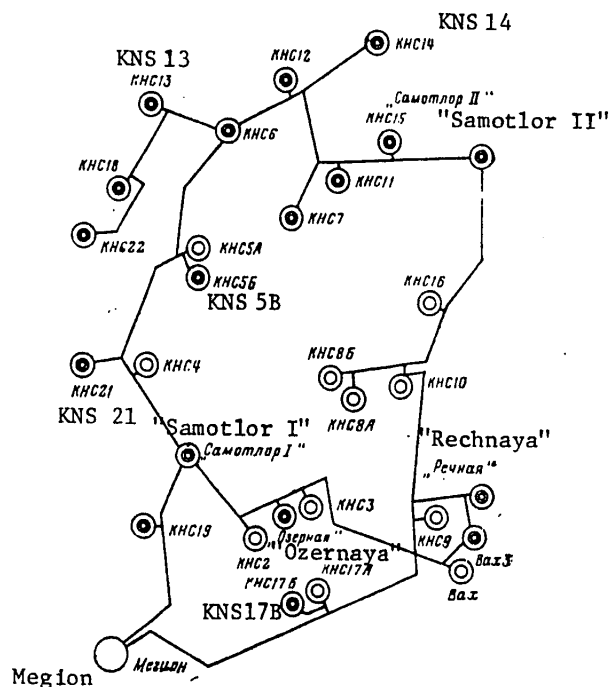 KNS 14
КНС12
КНС14
KNS 13
КНС13
„Самотлор II"
КНС15
"Samotlor II"
КНС6
КНС18
КНС11
КНС7
КНС22
КНС5А
КНС5Б
KNS 5B
КНС16
КНС8Б
КНС4
КНС21
КНС10
КНС8А
KNS 21
"Samotlor I"
"Rechnaya"
„Самотлор I"
„Речная"
КНС3
КНС19
КНС9
„Озерная"
КНС2
"Ozernaya"
Вах3
КНС17Б
КНС17А
Вах
KNS17B
Мегион
Megion